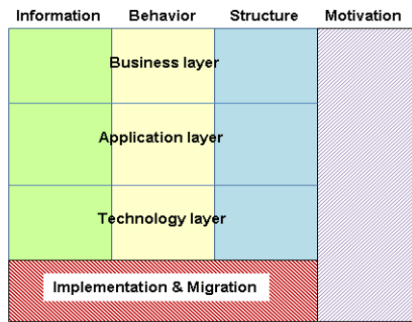 Information Behavior Structure Motivation
Business layer
Application layer
Technology layer
Implementation & Migration